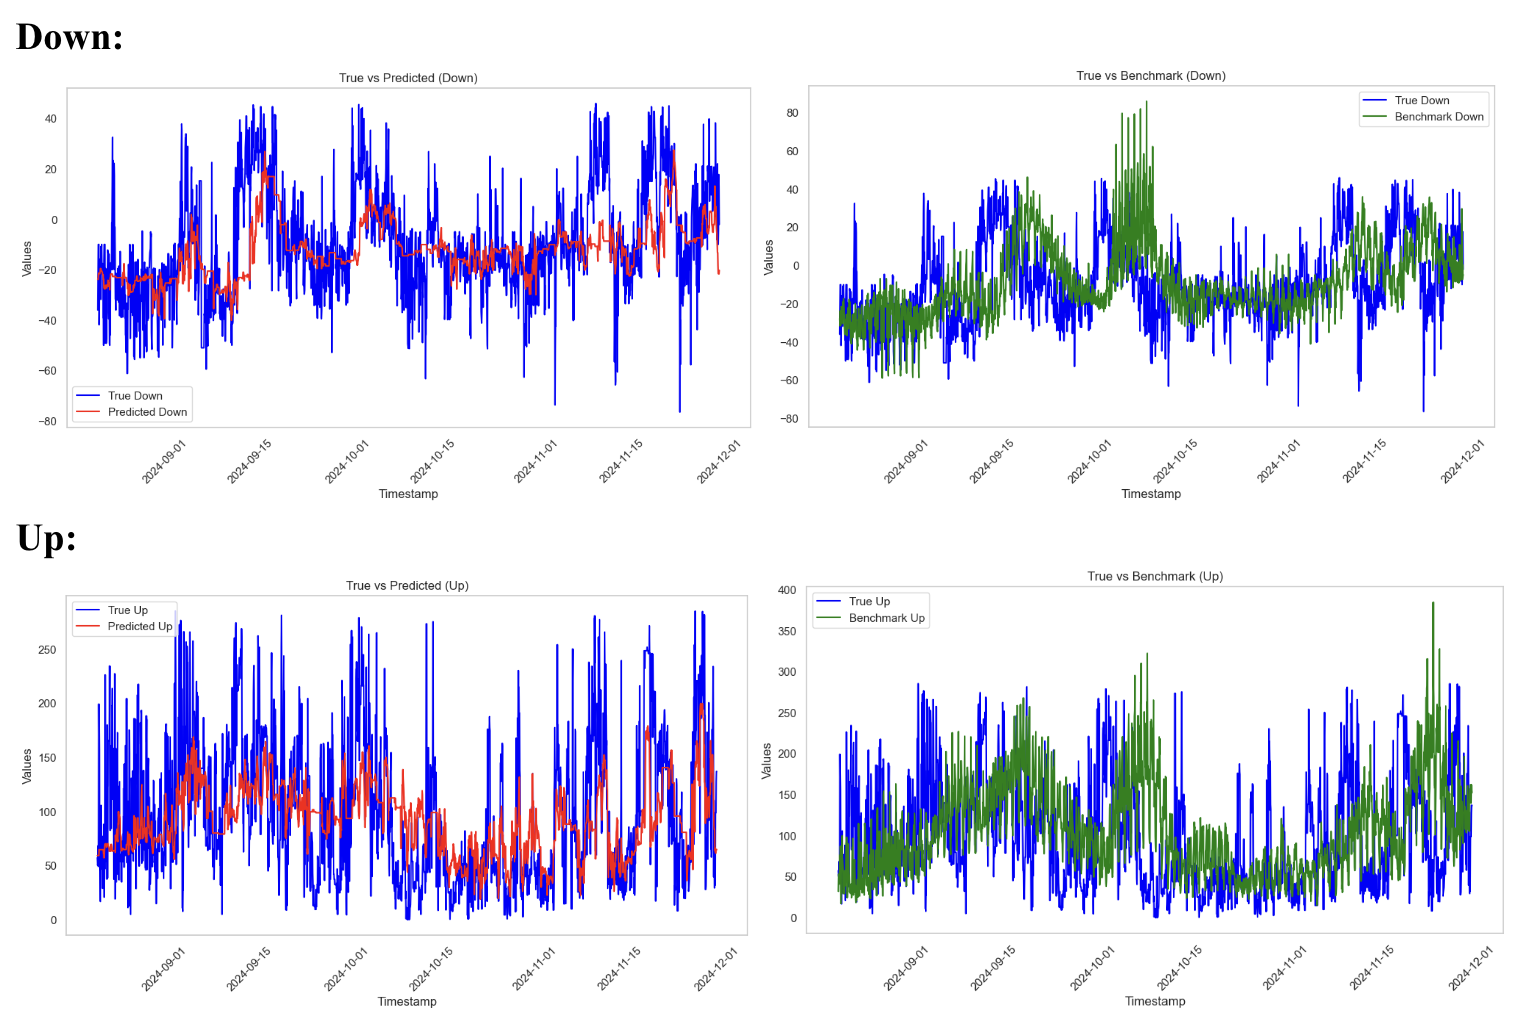 Down:
True vs Predicted (Down)
Values
40
20
0
−20
−40
−60
−80
True Down
Predicted Down
2024-09-01
2024-09-15
2024-10-01
2024-10-15
2024-11-01
2024-11-15
2024-12-01
Timestamp
True vs Benchmark (Down)
Values
80
60
40
20
0
−20
−40
−60
−80
True Down
Benchmark Down
2024-09-01
2024-09-15
2024-10-01
2024-10-15
2024-11-01
2024-11-15
2024-12-01
Timestamp
Up:
True vs Predicted (Up)
Values
250
200
150
100
50
0
True Up
Predicted Up
2024-09-01
2024-09-15
2024-10-01
2024-10-15
2024-11-01
2024-11-15
2024-12-01
Timestamp
True vs Benchmark (Up)
Values
400
350
300
250
200
150
100
50
0
True Up
Benchmark Up
2024-09-01
2024-09-15
2024-10-01
2024-10-15
2024-11-01
2024-11-15
2024-12-01
Timestamp